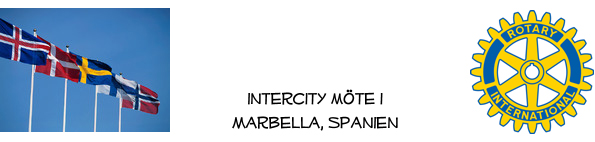 INTERCITY MÖTE I
MARBELLA, SPANIEN
ROTARY
INTERNATIONAL